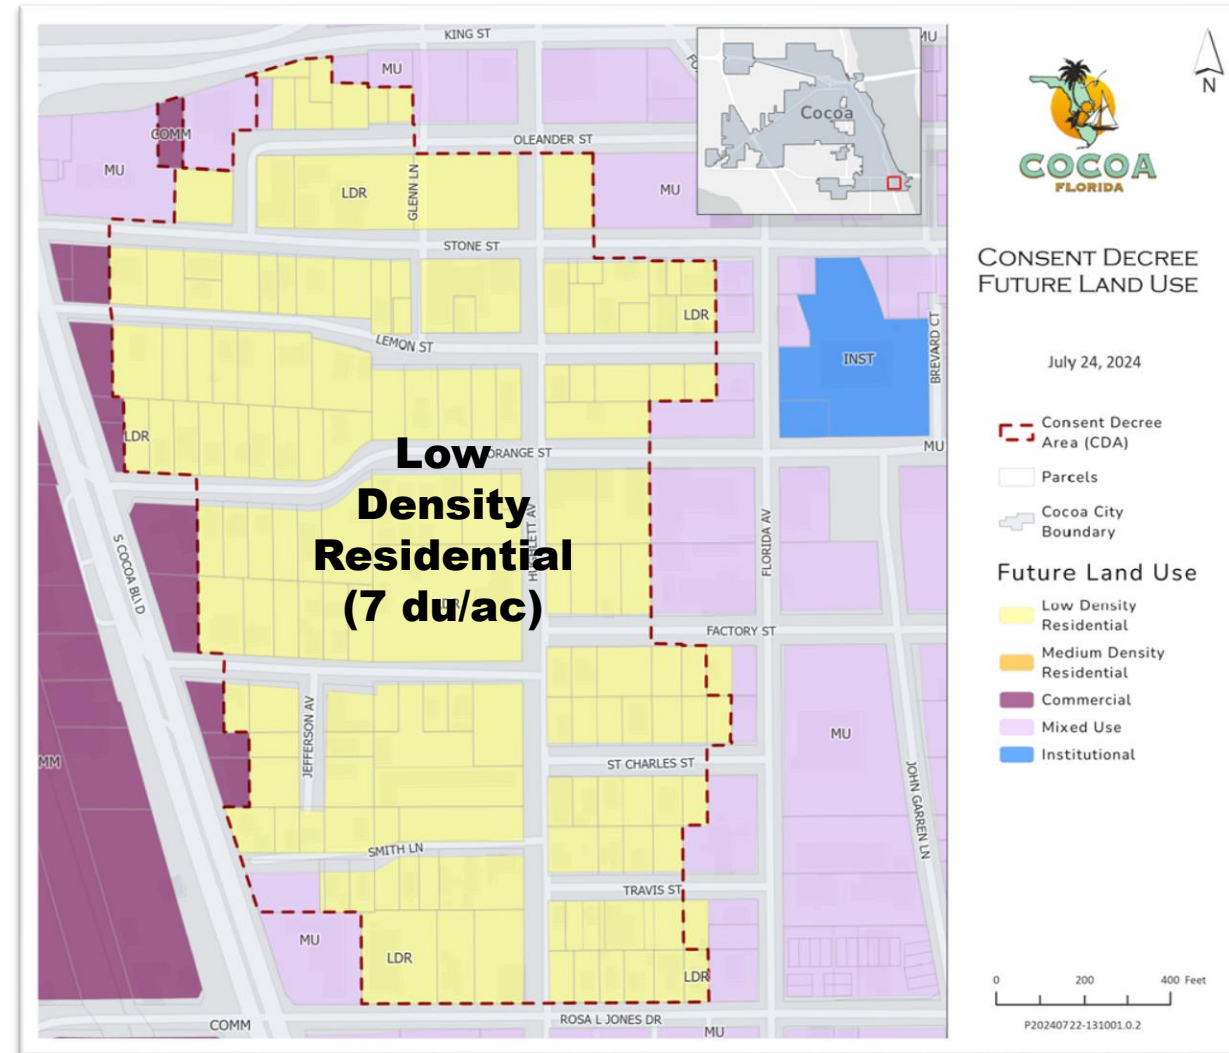 KING ST
MU
MU
Cocoa
COMM
OLEANDER ST
MU
LDR
GLENN LN
MU
STONE ST
LDR
LEMON ST
INST
BREVARD CT
LDR
ORANGE ST
MU
Low
Density
Residential
(7 du/ac)
S COCOA BLVD
FLORIDA AV
FACTORY ST
JEFFERSON AV
MU
MM
ST CHARLES ST
JOHN GARREN LN
SMITH LN
TRAVIS ST
MU
LDR
LDR
COMM
ROSA L JONES DR
MU
N
COCOA
FLORIDA
CONSENT DECREE
FUTURE LAND USE
July 24, 2024
Consent Decree
Area (CDA)
Parcels
Cocoa City
Boundary
Future Land Use
Low Density
Residential
Medium Density
Residential
Commercial
Mixed Use
Institutional
0 200 400 Feet
P20240722-131001.0.2